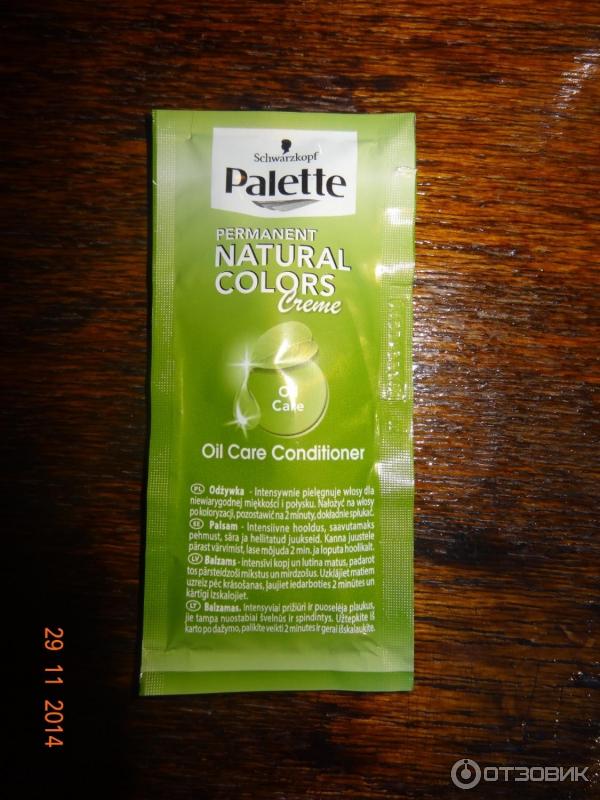 Schwarzkopf
Palette
PERMANENT
NATURAL
COLORS
Creme
Oil
Care
Oil Care Conditioner
PL Odżywka - Intensywnie pielęgnuje włosy dla
niewiarygodnej miękkości i połysku. Nałożyć na włosy
po koloryzacji, pozostawić na 2 minuty, dokładnie spłukać.
EE Palsam - Intensiivne hooldus, saavutamaks
pehmust, sära ja hellitatud juukseid. Kanna juustele
pärast värvimist, lase mõjuda 2 min. ja loputa hoolikalt.
LV Balzams - intensīvi kopj un lutina matus, padarot
tos pārsteidzoši mīkstus un mirdzošus. Uzklājiet matiem
uzreiz pēc krāsošanas, ļaujiet iedarboties 2 minūtes un
kārtīgi izskalojiet.
LT Balzamas. Intensyviai prižiūri ir puoselėja plaukus,
jie tampa nuostabiai švelnūs ir spindintys. Užtepkite iš
karto po dažymo, palikite veikti 2 minutes ir gerai išskalaukite.
29 11 2014
ОТЗОВИК